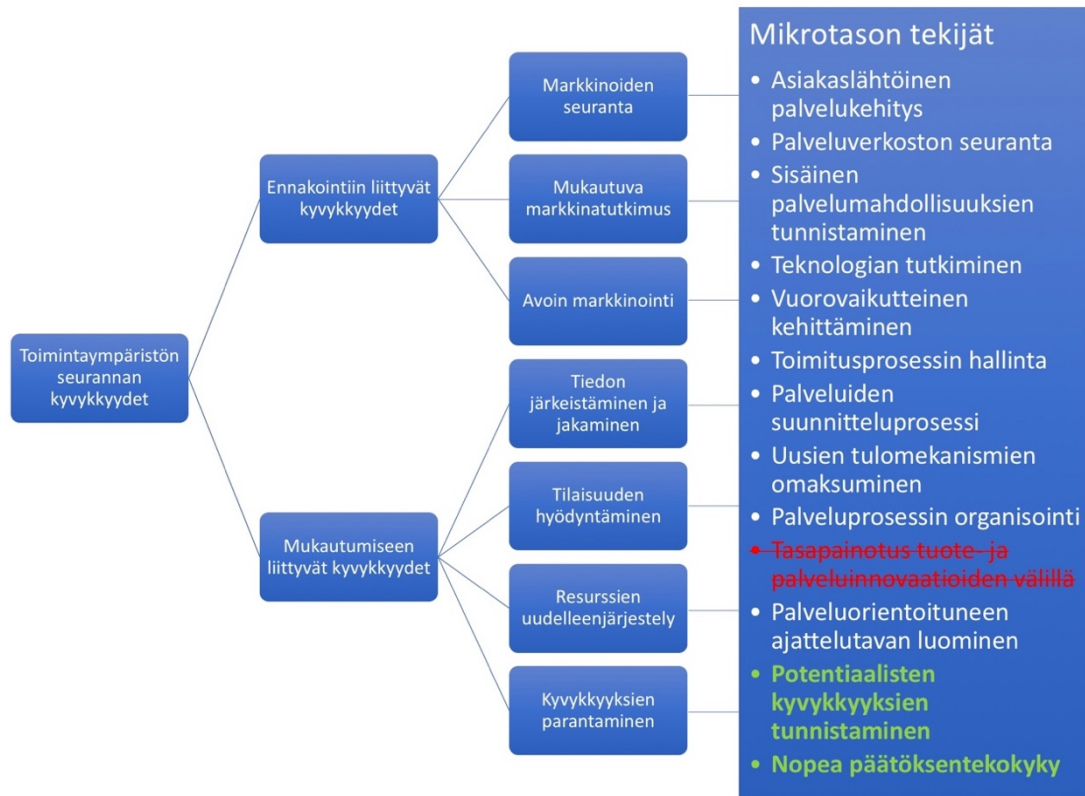 Toimintaympäristön
seurannan
kyvykkyydet
Ennakointiin liittyvät
kyvykkyydet
Mukautumiseen
liittyvät kyvykkyydet
Markkinoiden
seuranta
Mukautuva
markkinatutkimus
Avoin markkinointi
Tiedon
järkeistäminen ja
jakaminen
Tilaisuuden
hyödyntäminen
Resurssien
uudelleenjärjestely
Kyvykkyyksien
parantaminen
Mikrotason tekijät
• Asiakaslähtöinen
palvelukehitys
• Palveluverkoston seuranta
• Sisäinen
palvelumahdollisuuksien
tunnistaminen
• Teknologian tutkiminen
• Vuorovaikutteinen
kehittäminen
• Toimitusprosessin hallinta
• Palveluiden
suunnitteluprosessi
• Uusien tulomekanismien
omaksuminen
• Palveluprosessin organisointi
• Tasapainotus tuote- ja
palveluinnovaatioiden välillä
• Palveluorientoituneen
ajattelutavan luominen
• Potentiaalisten
kyvykkyyksien
tunnistaminen
• Nopea päätöksentekokyky